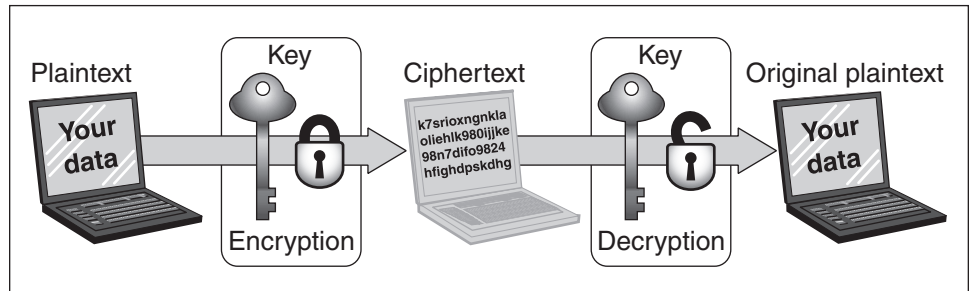 Plaintext
Key
Ciphertext
Key
Original plaintext
Your
data
k7srioxngnkla
oliehlk980ijjke
98n7difo9824
hfighdpskdhg
Your
data
Encryption
Decryption